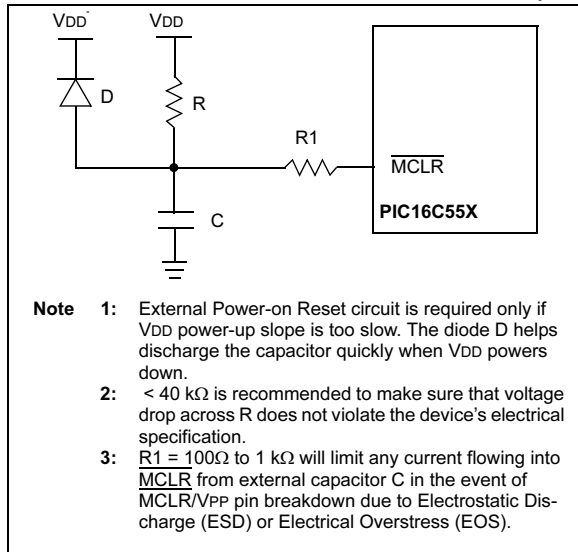 VDD VDD
D
R
R1
MCLR
C
PIC16C55X
Note 1: External Power-on Reset circuit is required only if
VDD power-up slope is too slow. The diode D helps
discharge the capacitor quickly when VDD powers
down.
2: < 40 kΩ is recommended to make sure that voltage
drop across R does not violate the device's electrical
specification.
3: R1 = 100Ω to 1 kΩ will limit any current flowing into
MCLR from external capacitor C in the event of
MCLR/VPP pin breakdown due to Electrostatic Dis-
charge (ESD) or Electrical Overstress (EOS).